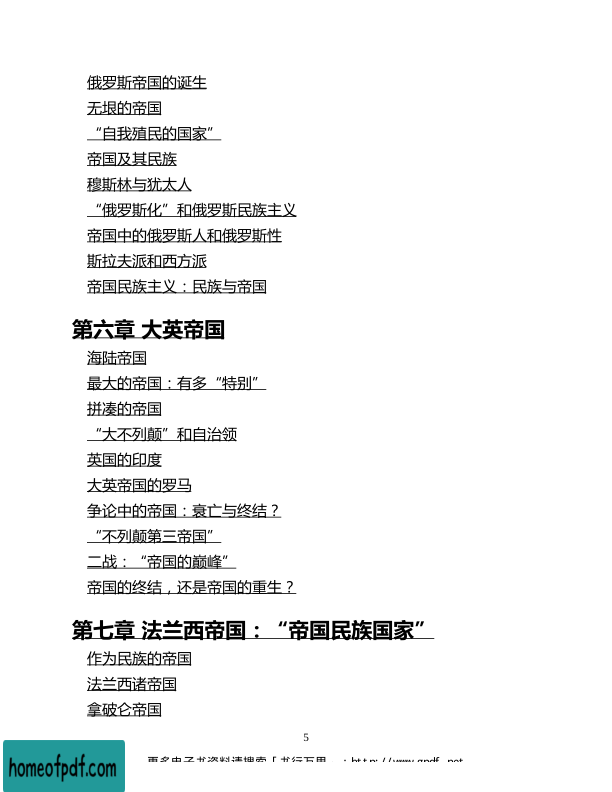 俄罗斯帝国的诞生
无垠的帝国
“自我殖民的国家”
帝国及其民族
穆斯林与犹太人
“俄罗斯化”和俄罗斯民族主义
帝国中的俄罗斯人和俄罗斯性
斯拉夫派和西方派
帝国民族主义：民族与帝国
第六章 大英帝国
海陆帝国
最大的帝国：有多“特别”
拼凑的帝国
“大不列颠”和自治领
英国的印度
大英帝国的罗马
争论中的帝国：衰亡与终结？
“不列颠第三帝国”
二战：“帝国的巅峰”
帝国的终结，还是帝国的重生？
第七章 法兰西帝国：“帝国民族国家”
作为民族的帝国
法兰西诸帝国
拿破仑帝国
5
更多电子书资料请搜索「书行万里
homeofpdf.com